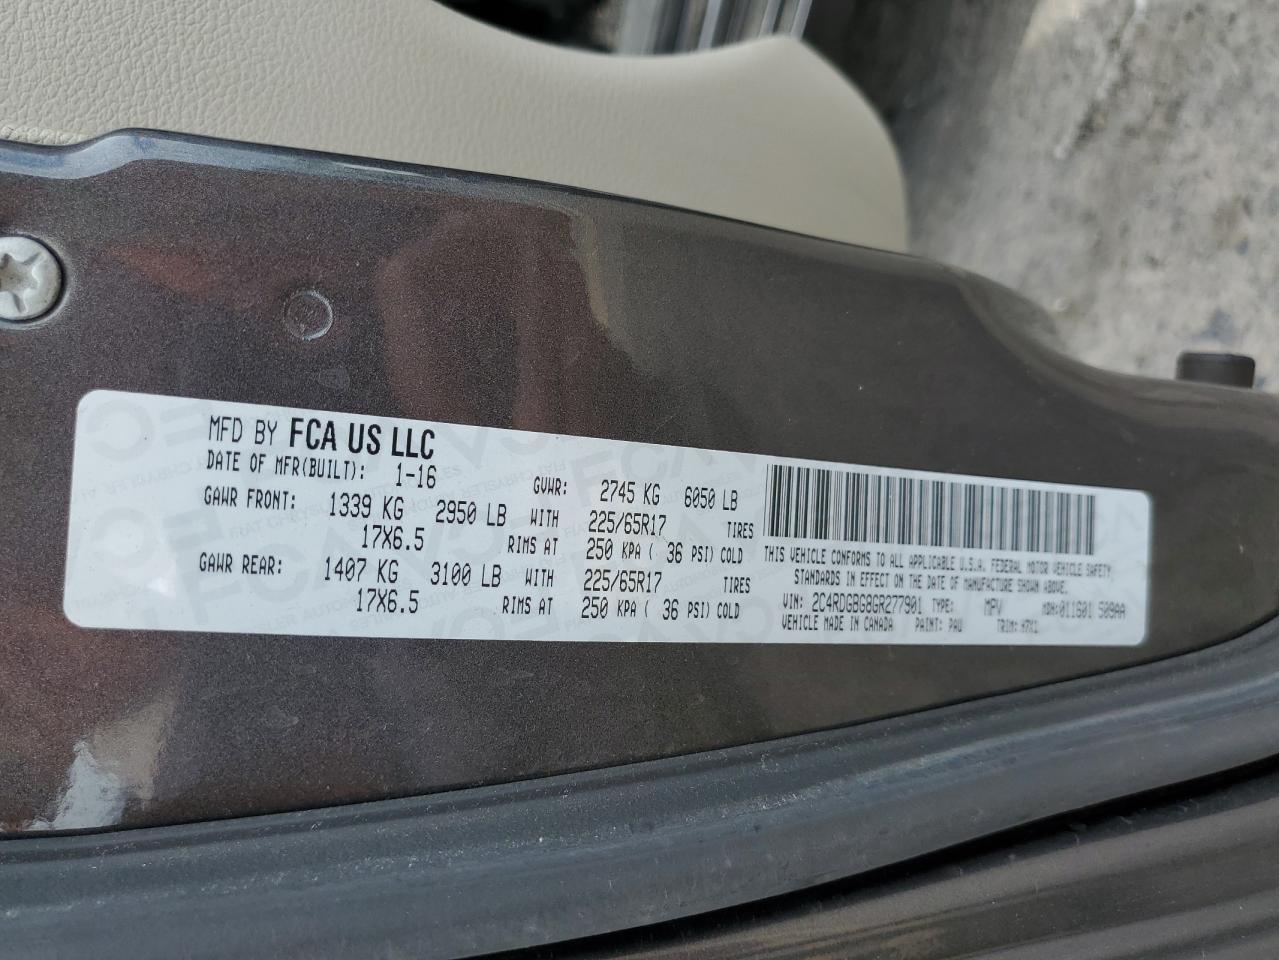 MFD BY FCA US LLC
DATE OF MFR(BUILT): 1-16 GVWR: 2745 KG 6050 LB
GAWR FRONT: 1339 KG 2950 LB WITH 225/65R17 TIRES
17X6.5 RIMS AT 250 KPA ( 36 PSI) COLD
GAWR REAR: 1407 KG 3100 LB WITH 225/65R17 TIRES
17X6.5 RIMS AT 250 KPA ( 36 PSI) COLD
THIS VEHICLE CONFORMS TO ALL APPLICABLE U.S.A. FEDERAL MOTOR VEHICLE SAFETY
STANDARDS IN EFFECT ON THE DATE OF MANUFACTURE SHOWN ABOVE.
VIN: 2C4RDGBG8GR277901 TYPE: MPV MDH: 011601 509AA
VEHICLE MADE IN CANADA PAINT: PAU TRIM: